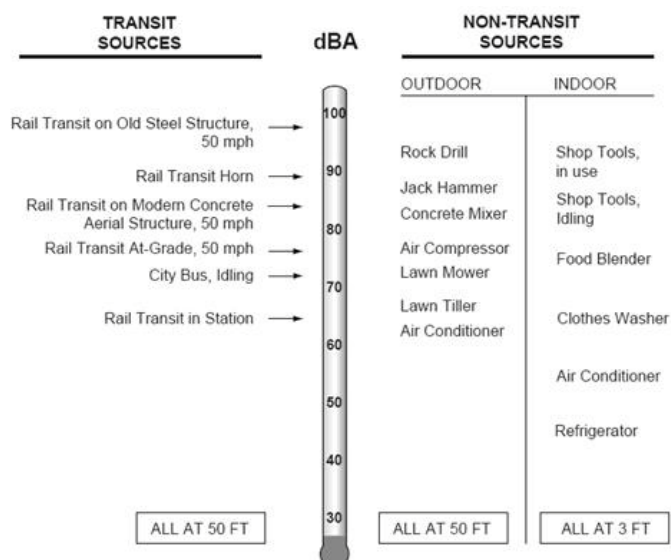 TRANSIT
SOURCES
Rail Transit on Old Steel Structure,
50 mph
Rail Transit Horn
Rail Transit on Modern Concrete
Aerial Structure, 50 mph
Rail Transit At-Grade, 50 mph
City Bus, Idling
Rail Transit in Station
ALL AT 50 FT
dBA
100
90
80
70
60
50
40
30
NON-TRANSIT
SOURCES
OUTDOOR
Rock Drill
Jack Hammer
Concrete Mixer
Air Compressor
Lawn Mower
Lawn Tiller
Air Conditioner
ALL AT 50 FT
INDOOR
Shop Tools,
in use
Shop Tools,
Idling
Food Blender
Clothes Washer
Air Conditioner
Refrigerator
ALL AT 3 FT